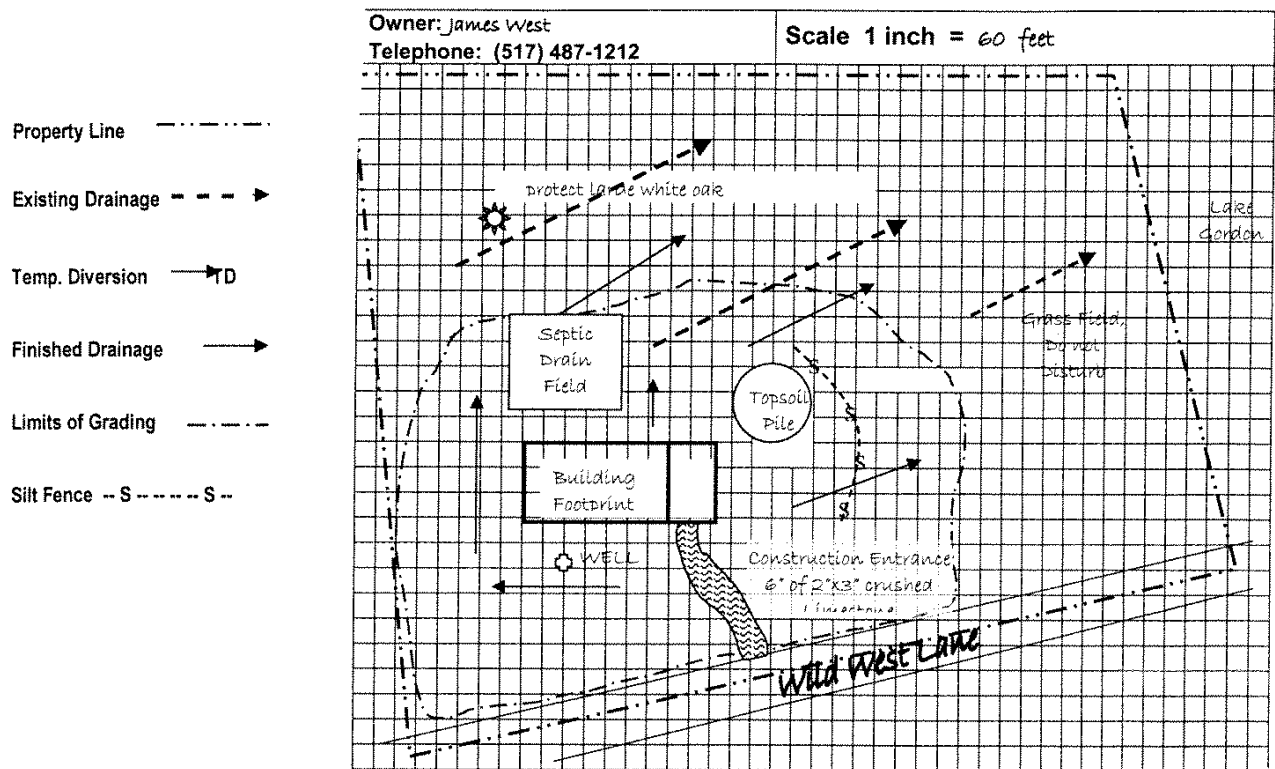 Owner: James West
Telephone: (517) 487-1212
Scale 1 inch = 60 feet
Property Line
Existing Drainage
Temp. Diversion TD
Finished Drainage
Limits of Grading
Silt Fence -- S ------ S --
protect large white oak
Lake
Gordon
Grass Field,
Do not
Disturb
Septic
Drain
Field
Topsoil
Pile
S
S
S
S
Building
Footprint
WELL
Construction Entrance
6" of 2"x3" crushed
Limestone
Wild West Lane